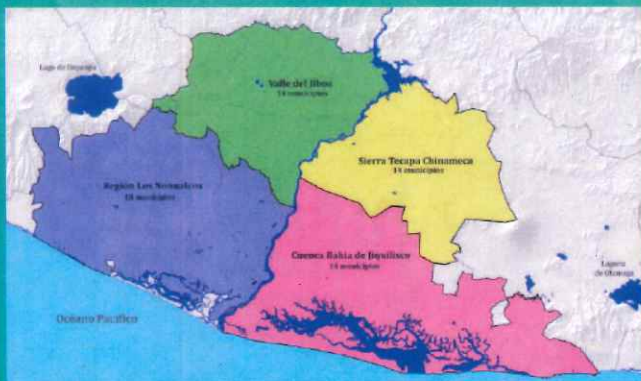 Lago de Ilopango
Valle del Jiboa
14 municipios
Sierra Tecapa Chinameca
14 municipios
Región Los Nonualcos
18 municipios
Cuenca Bahía de Jiquilisco
14 municipios
Laguna
de Olomega
Océano Pacífico